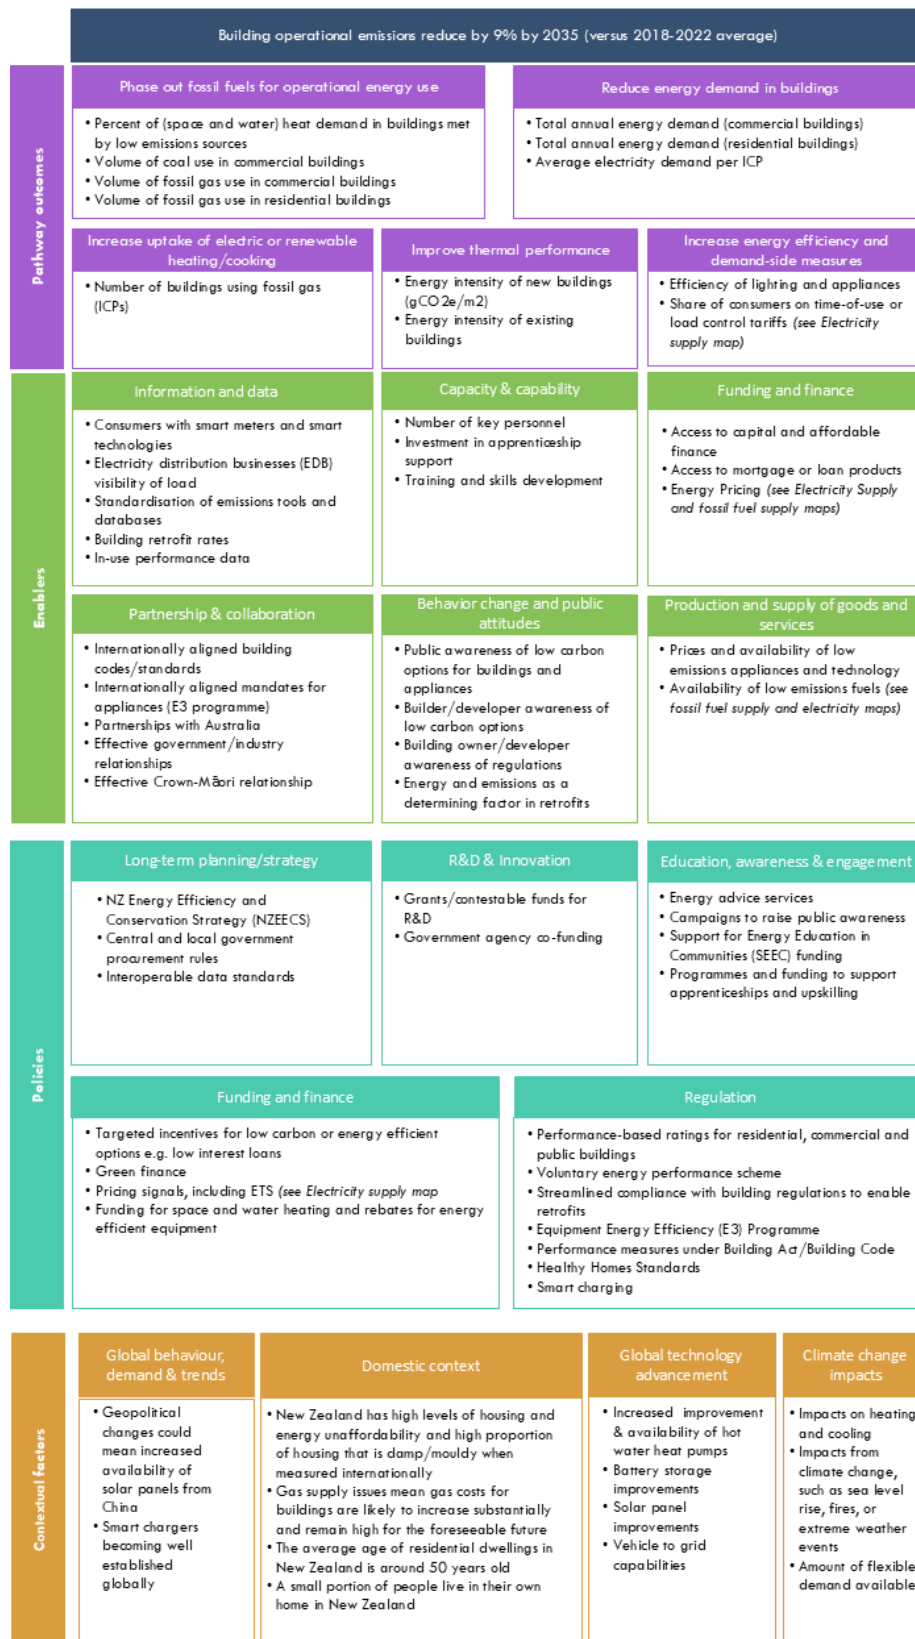 Building operational emissions reduce by 9% by 2035 (versus 2018-2022 average)
Pathway outcomes
Phase out fossil fuels for operational energy use
• Percent of (space and water) heat demand in buildings met
by low emissions sources
• Volume of coal use in commercial buildings
• Volume of fossil gas use in commercial buildings
• Volume of fossil gas use in residential buildings
Reduce energy demand in buildings
• Total annual energy demand (commercial buildings)
• Total annual energy demand (residential buildings)
• Average electricity demand per ICP
Increase uptake of electric or renewable
heating/cooking
• Number of buildings using fossil gas
(ICPs)
Improve thermal performance
• Energy intensity of new buildings
(gCO2e/m2)
• Energy intensity of existing
buildings
Increase energy efficiency and
demand-side measures
• Efficiency of lighting and appliances
• Share of consumers on time-of-use or
load control tariffs (see Electricity
supply map)
Enablers
Information and data
• Consumers with smart meters and smart
technologies
• Electricity distribution businesses (EDB)
visibility of load
• Standardisation of emissions tools and
databases
• Building retrofit rates
• In-use performance data
Capacity & capability
• Number of key personnel
• Investment in apprenticeship
support
• Training and skills development
Funding and finance
• Access to capital and affordable
finance
• Access to mortgage or loan products
• Energy Pricing (see Electricity Supply
and fossil fuel supply maps)
Partnership & collaboration
• Internationally aligned building
codes/standards
• Internationally aligned mandates for
appliances (E3 programme)
• Partnerships with Australia
• Effective government/industry
relationships
• Effective Crown-Māori relationship
Behavior change and public
attitudes
• Public awareness of low carbon
options for buildings and
appliances
• Builder/developer awareness of
low carbon options
• Building owner/developer
awareness of regulations
• Energy and emissions as a
determining factor in retrofits
Production and supply of goods and
services
• Prices and availability of low
emissions appliances and technology
• Availability of low emissions fuels (see
fossil fuel supply and electricity maps)
Policies
Long-term planning/strategy
• NZ Energy Efficiency and
Conservation Strategy (NZEECS)
• Central and local government
procurement rules
• Interoperable data standards
R&D & Innovation
• Grants/contestable funds for
R&D
• Government agency co-funding
Education, awareness & engagement
• Energy advice services
• Campaigns to raise public awareness
• Support for Energy Education in
Communities (SEEC) funding
• Programmes and funding to support
apprenticeships and upskilling
Funding and finance
• Targeted incentives for low carbon or energy efficient
options e.g. low interest loans
• Green finance
• Pricing signals, including ETS (see Electricity supply map
• Funding for space and water heating and rebates for energy
efficient equipment
Regulation
• Performance-based ratings for residential, commercial and
public buildings
• Voluntary energy performance scheme
• Streamlined compliance with building regulations to enable
retrofits
• Equipment Energy Efficiency (E3) Programme
• Performance measures under Building Act/Building Code
• Healthy Homes Standards
• Smart charging
Contextual factors
Global behaviour,
demand & trends
• Geopolitical
changes could
mean increased
availability of
solar panels from
China
• Smart chargers
becoming well
established
globally
Domestic context
• New Zealand has high levels of housing and
energy unaffordability and high proportion
of housing that is damp/mouldy when
measured internationally
• Gas supply issues mean gas costs for
buildings are likely to increase substantially
and remain high for the foreseeable future
• The average age of residential dwellings in
New Zealand is around 50 years old
• A small portion of people live in their own
home in New Zealand
Global technology
advancement
• Increased improvement
& availability of hot
water heat pumps
• Battery storage
improvements
• Solar panel
improvements
• Vehicle to grid
capabilities
Climate change
impacts
• Impacts on heating
and cooling
• Impacts from
climate change,
such as sea level
rise, fires, or
extreme weather
events
• Amount of flexible
demand available